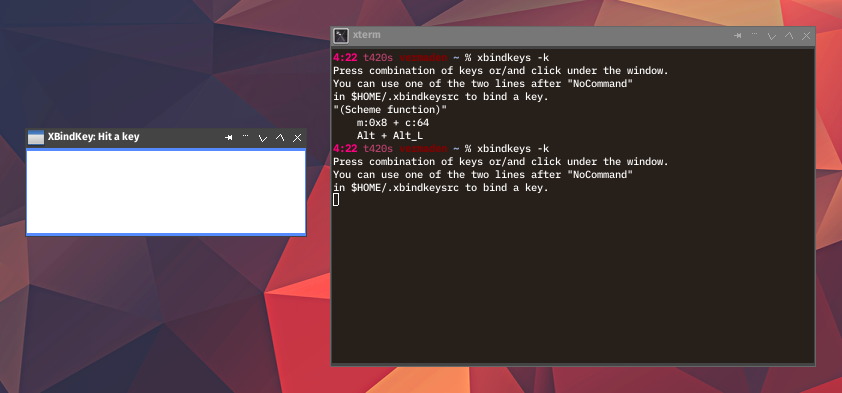 xterm
4:22 t420s ~ % xbindkeys -k
Press combination of keys or/and click under the window.
You can use one of the two lines after "NoCommand"
in $HOME/.xbindkeysrc to bind a key.
"(Scheme function)"
m:0x8 + c:64
Alt + Alt_L
4:22 t420s ~ % xbindkeys -k
Press combination of keys or/and click under the window.
You can use one of the two lines after "NoCommand"
in $HOME/.xbindkeysrc to bind a key.
XBindKey: Hit a key